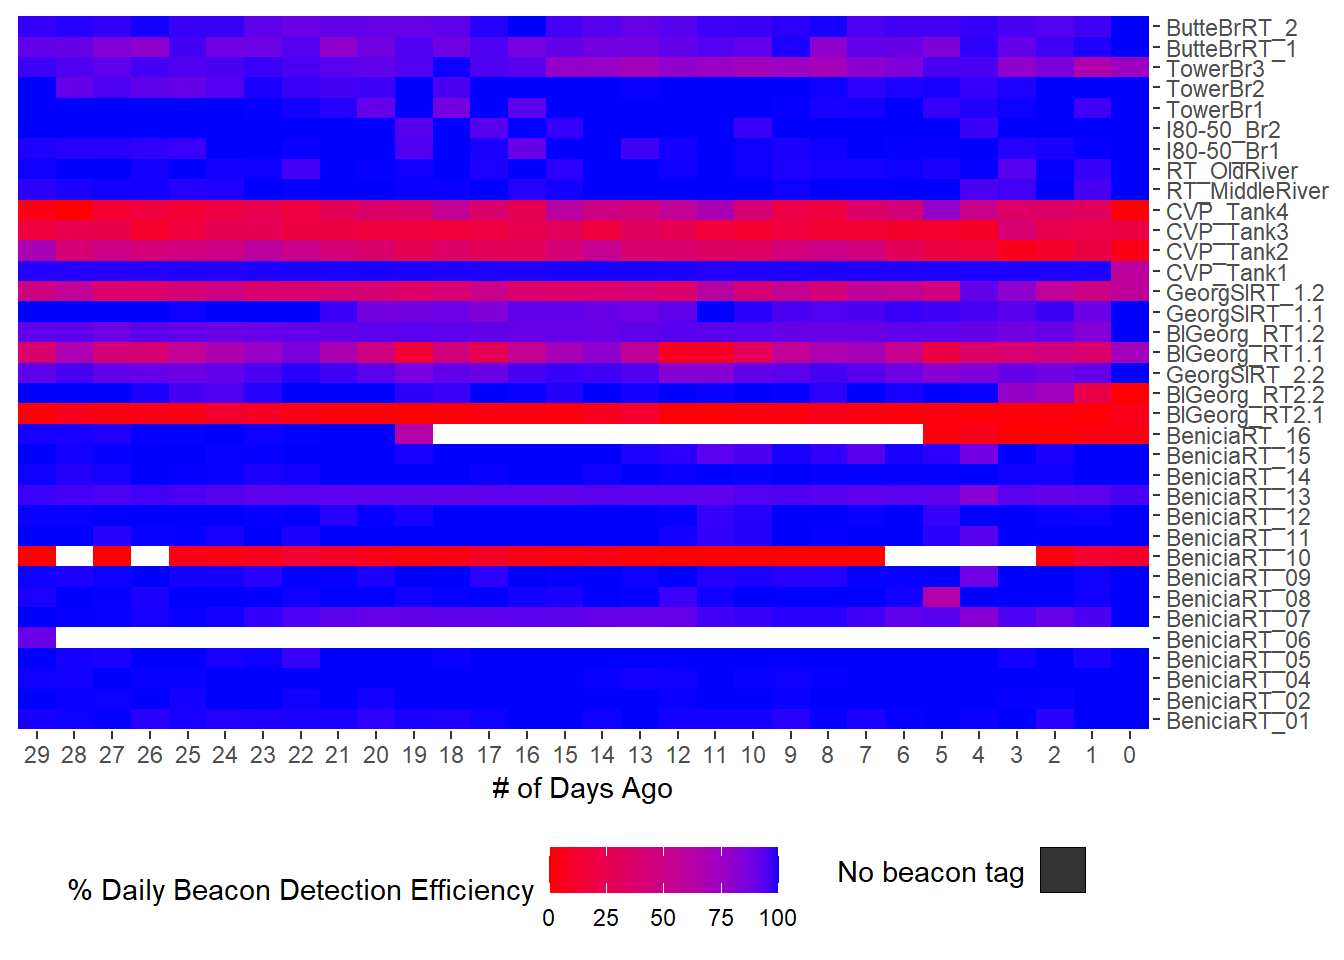 ButteBrRT_2
ButteBrRT_1
TowerBr3
TowerBr2
TowerBr1
I80-50_Br2
I80-50_Br1
RT_OldRiver
RT_MiddleRiver
CVP_Tank4
CVP_Tank3
CVP_Tank2
CVP_Tank1
GeorgSlRT_1.2
GeorgSlRT_1.1
BlGeorg_RT1.2
BlGeorg_RT1.1
GeorgSlRT_2.2
BlGeorg_RT2.2
BlGeorg_RT2.1
BeniciaRT_16
BeniciaRT_15
BeniciaRT_14
BeniciaRT_13
BeniciaRT_12
BeniciaRT_11
BeniciaRT_10
BeniciaRT_09
BeniciaRT_08
BeniciaRT_07
BeniciaRT_06
BeniciaRT_05
BeniciaRT_04
BeniciaRT_02
BeniciaRT_01
29 28 27 26 25 24 23 22 21 20 19 18 17 16 15 14 13 12 11 10 9 8 7 6 5 4 3 2 1 0
# of Days Ago
% Daily Beacon Detection Efficiency
0 25 50 75 100
No beacon tag